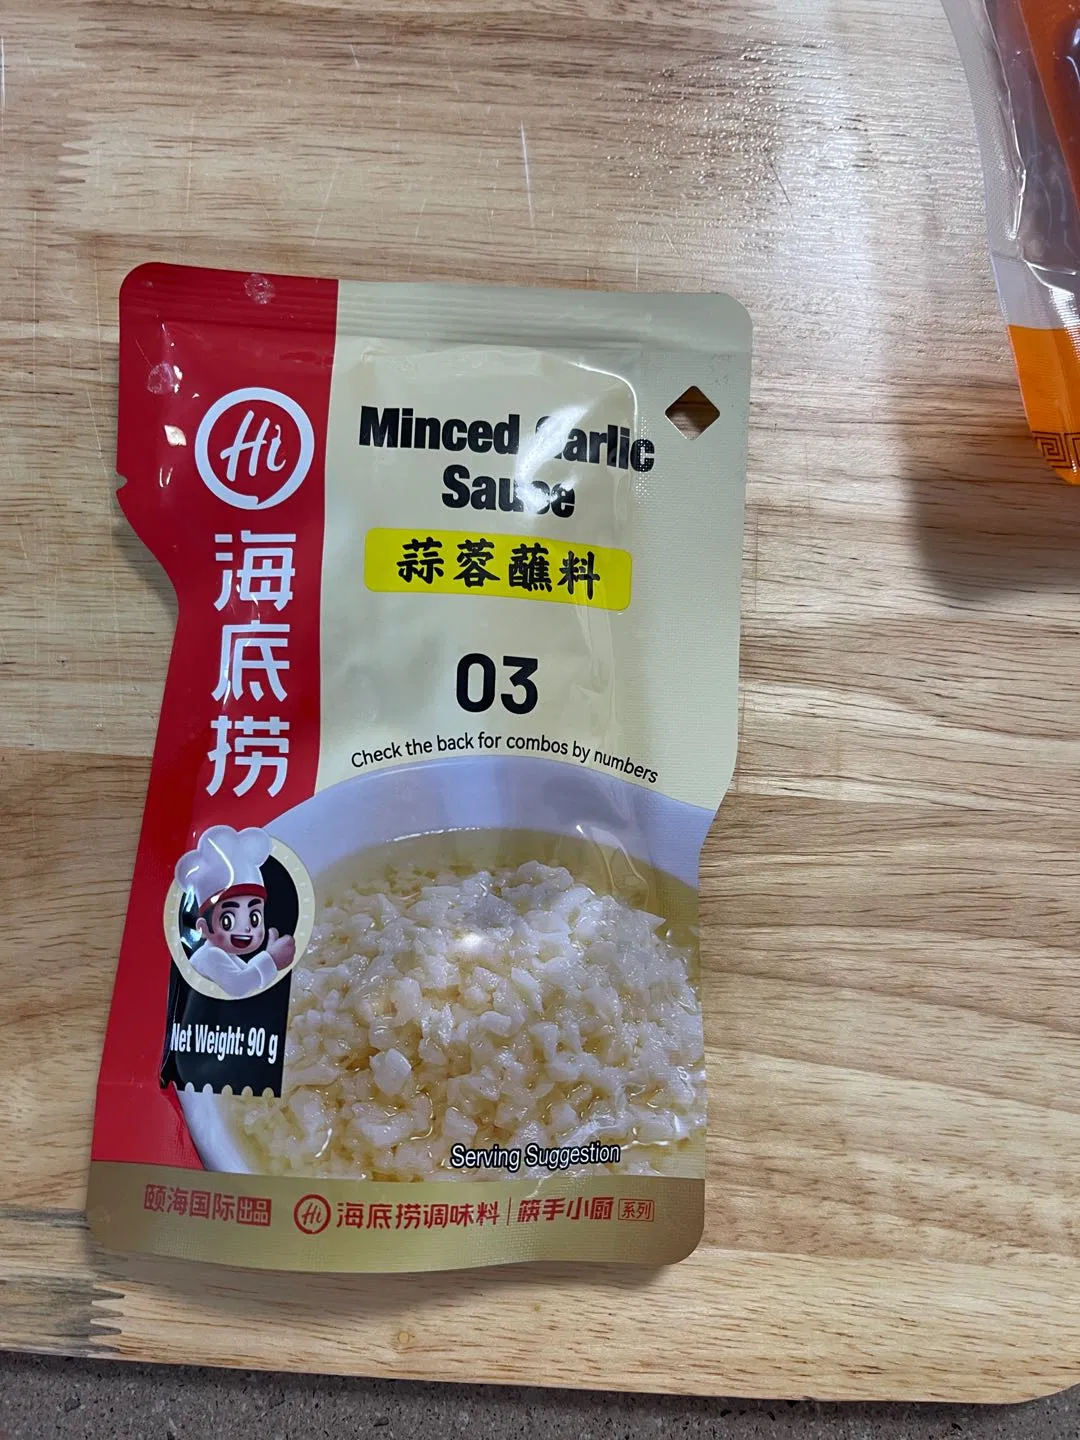 Hi
海底捞
Minced Garlic
Sauce
蒜蓉蘸料
03
Check the back for combos by numbers
Net Weight: 90 g
Serving Suggestion
颐海国际出品
Hi 海底捞调味料 | 筷手小厨 系列